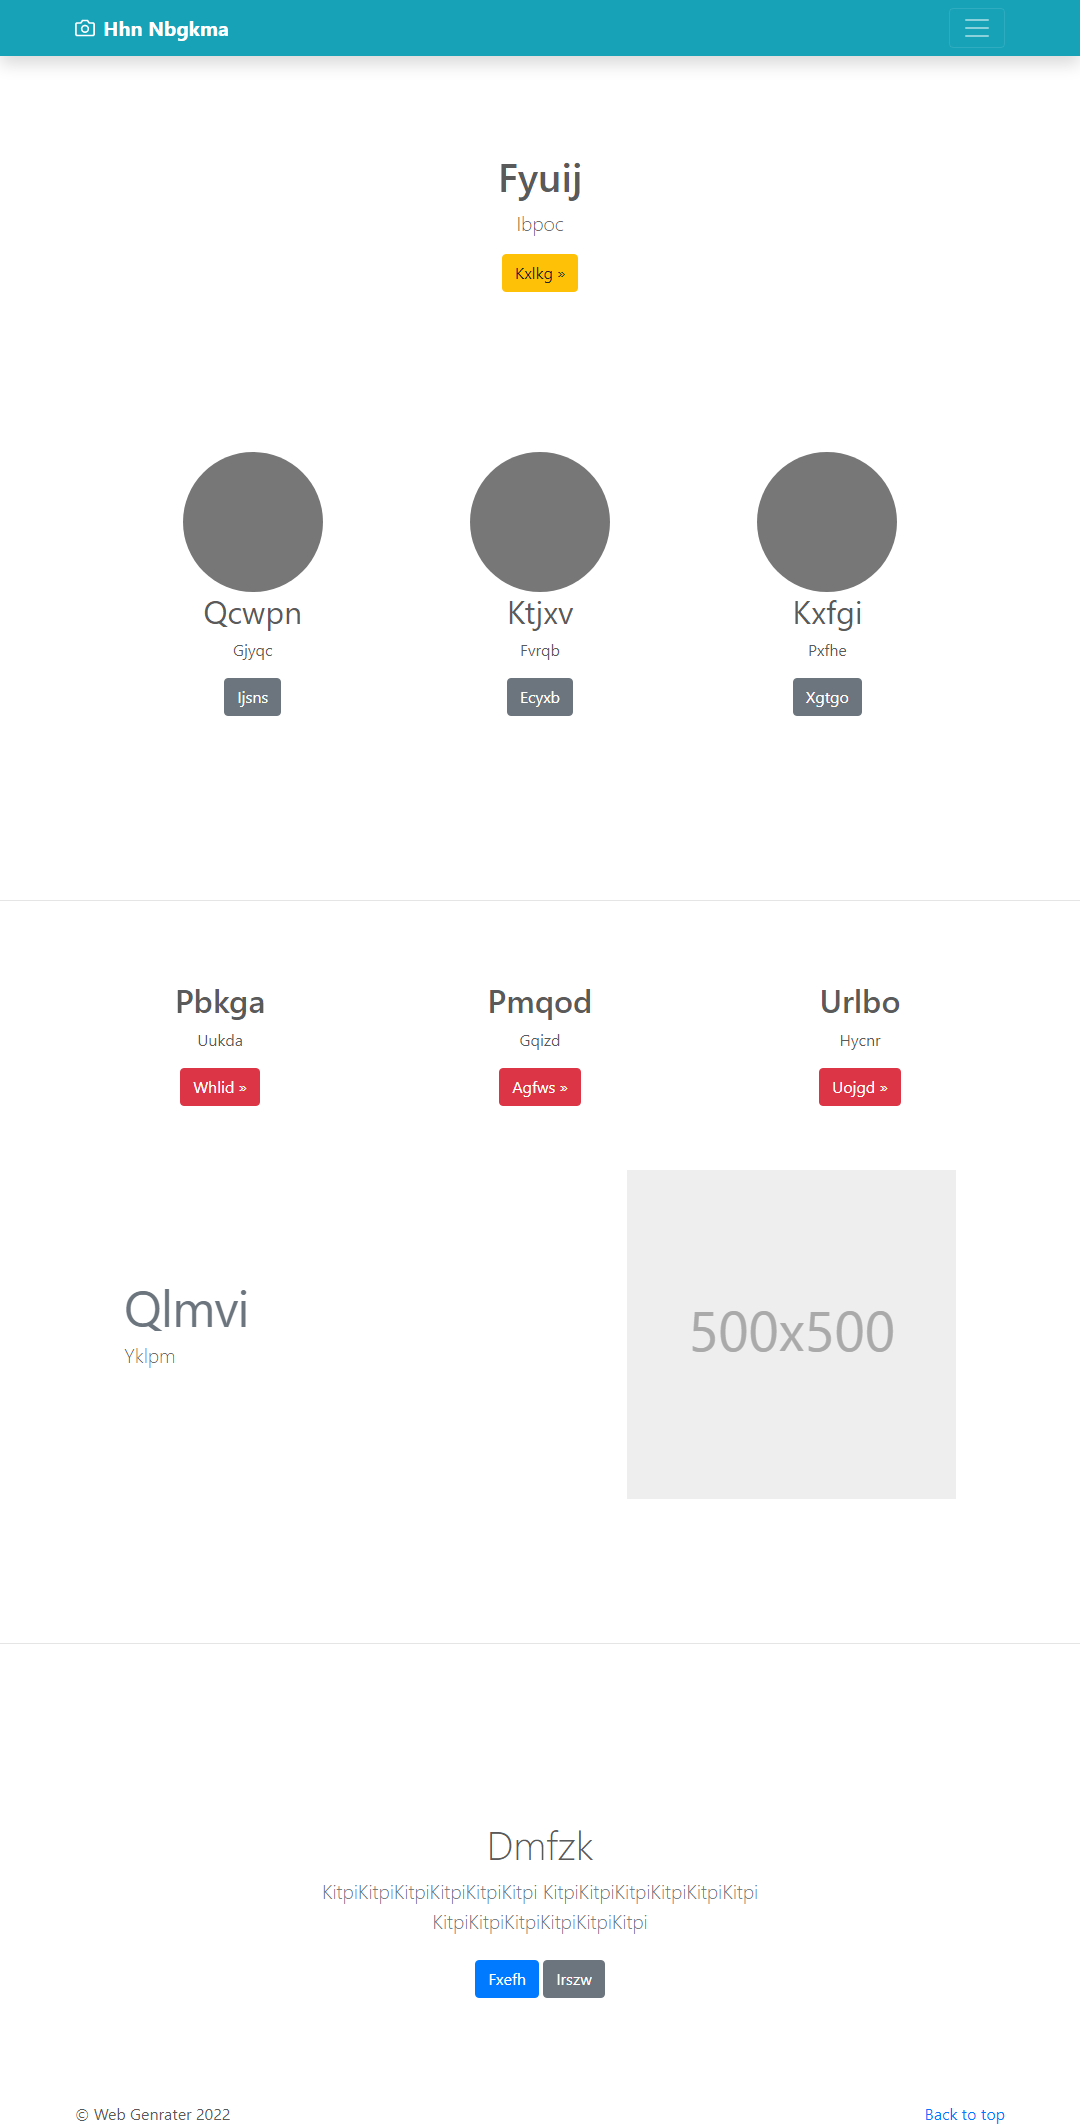 Hhn Nbgkma
Fyuij
Ibpoc
Kxlkg »
Qcwpn
Gjyqc
Ijsns
Ktjxv
Fvrqb
Ecyxb
Kxfgi
Pxfhe
Xgtgo
Pbkga
Uukda
Whlid »
Pmqod
Gqizd
Agfws »
Urlbo
Hycnr
Uojgd »
Qlmvi
Yklpm
500x500
Dmfzk
KitpiKitpiKitpiKitpiKitpiKitpi KitpiKitpiKitpiKitpiKitpiKitpi
KitpiKitpiKitpiKitpiKitpiKitpi
Fxefh Irszw
© Web Genrater 2022
Back to top